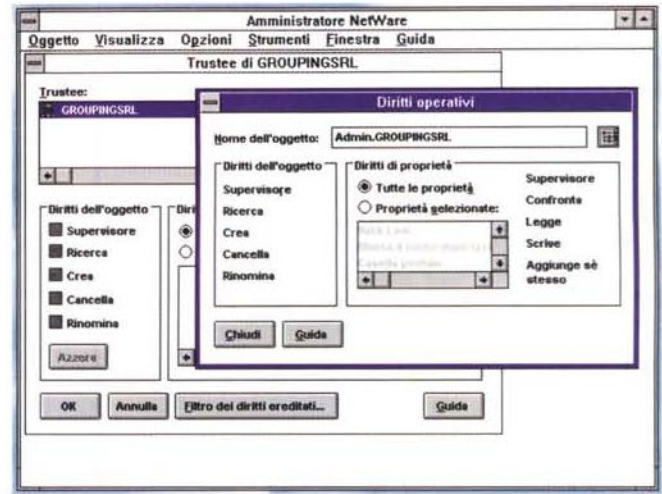 Amministratore NetWare
Oggetto Visualizza Opzioni Strumenti Finestra Guida
Trustee di GROUPINGSRL
Trustee:
GROUPINGSRL
Diritti operativi
Nome dell'oggetto: Admin.GROUPINGSRL
Diritti dell'oggetto
Supervisore
Ricerca
Crea
Cancella
Rinomina
Diritti di proprietà
Tutte le proprietà
Proprietà selezionate:
Back Link
Supervisore
Confronta
Legge
Scrive
Aggiunge sè
stesso
Chiudi Guida
Diritti dell'oggetto
Supervisore
Ricerca
Crea
Cancella
Rinomina
Azzera
Diri
OK Annulla Filtro dei diritti ereditati... Guida